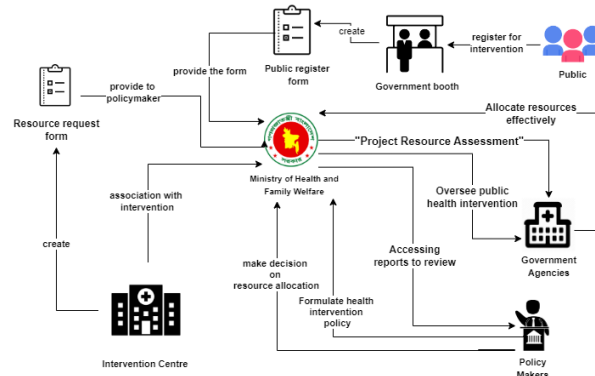 create
register for
intervention
provide the form
Public register
form
Government booth
Public
provide to
policymaker
Resource request
form
Allocate resources
effectively
"Project Resource Assessment"
Ministry of Health and
Family Welfare
association with
intervention
Oversee public
health intervention
create
make decision
on
resource allocation
Accessing
reports to review
Government
Agencies
Formulate health
intervention
policy
Intervention Centre
Policy
Makers